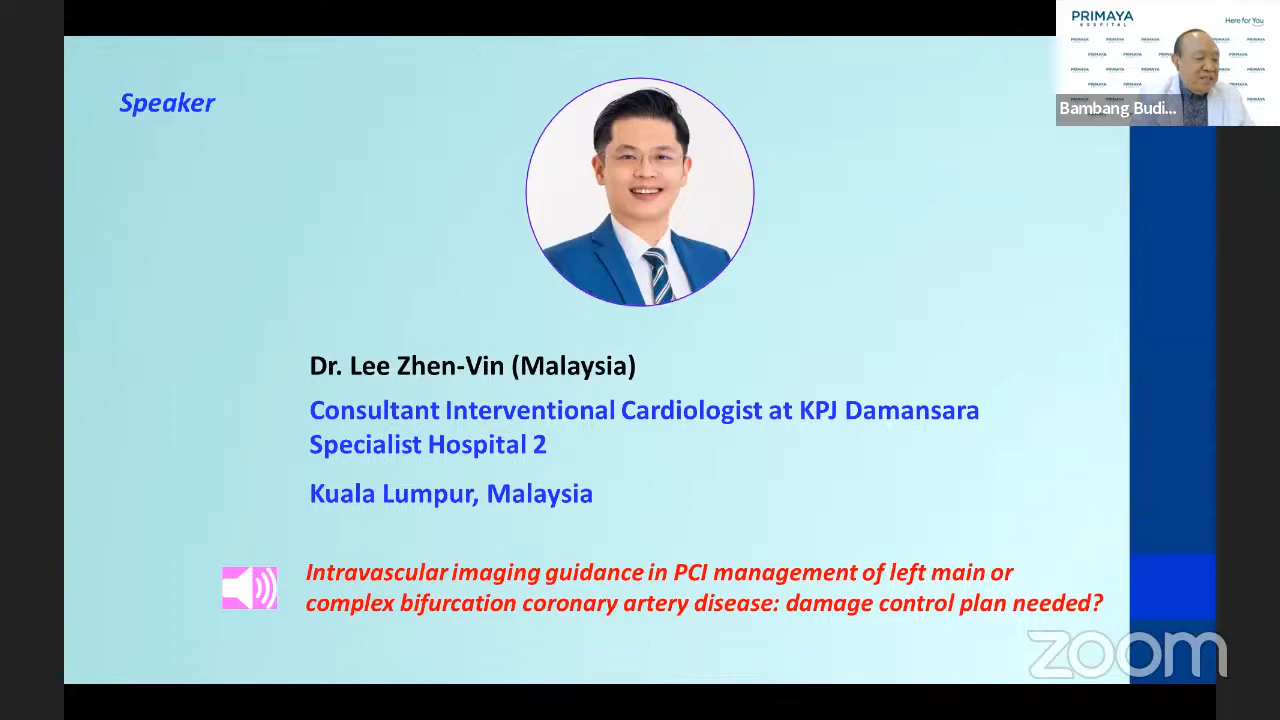 Speaker
Dr. Lee Zhen-Vin (Malaysia)
Consultant Interventional Cardiologist at KPJ Damansara
Specialist Hospital 2
Kuala Lumpur, Malaysia
Intravascular imaging guidance in PCI management of left main or
complex bifurcation coronary artery disease: damage control plan needed?
PRIMAYA
HOSPITAL
Here for You
Bambang Budi...
zoom